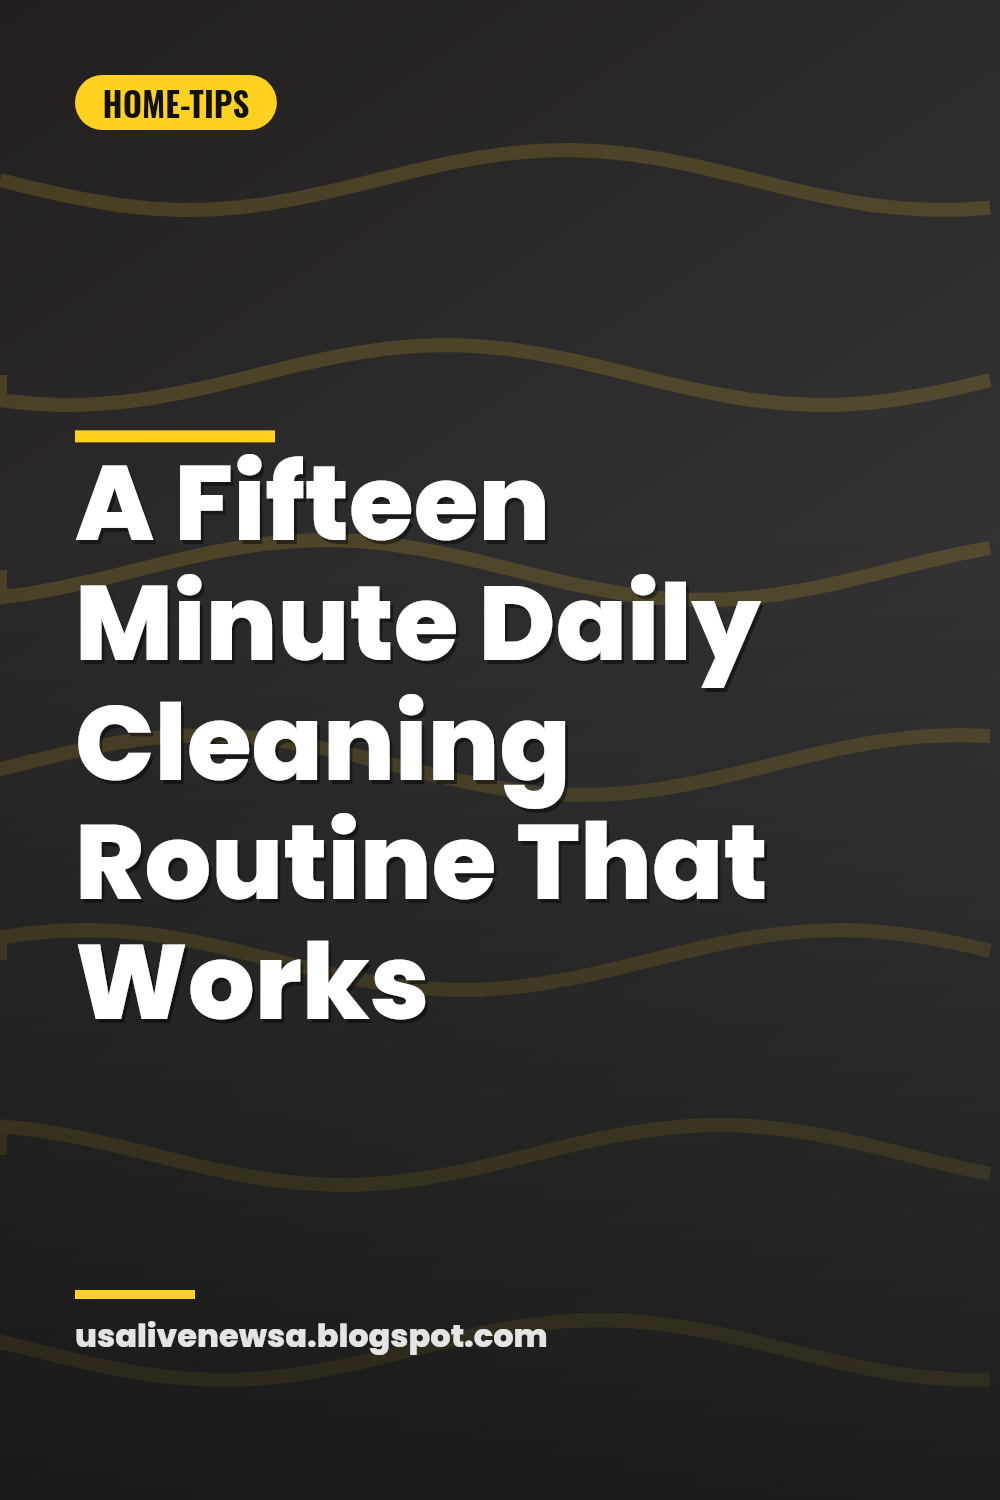 HOME-TIPS
A Fifteen
Minute Daily
Cleaning
Routine That
Works
usalivenewsa.blogspot.com